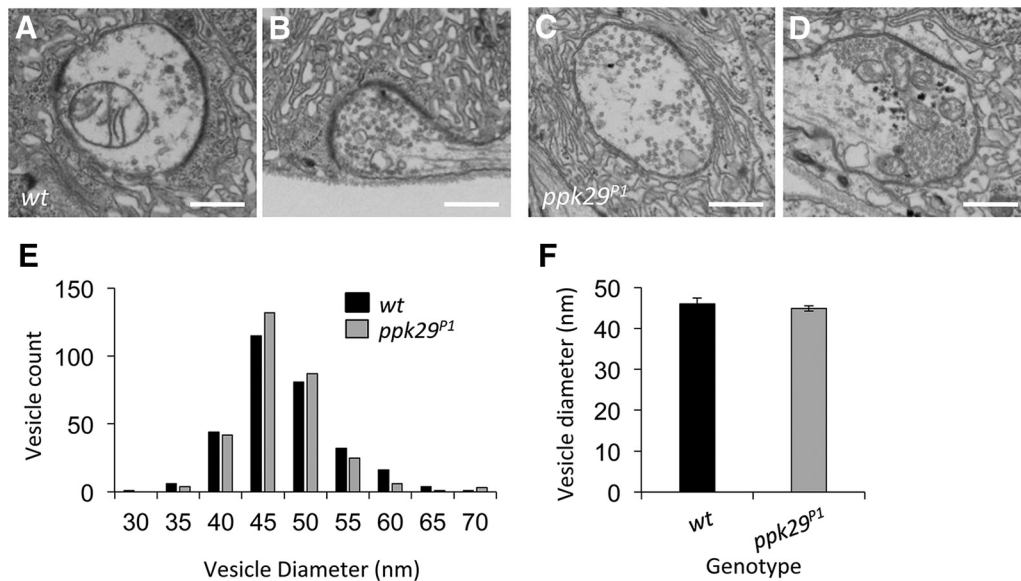 A
B
C
D
wt
ppk29ᴾ¹
E
F
150
100
50
0
Vesicle count
wt
ppk29ᴾ¹
30 35 40 45 50 55 60 65 70
Vesicle Diameter (nm)
50
40
30
20
10
0
Vesicle diameter (nm)
wt
ppk29ᴾ¹
Genotype